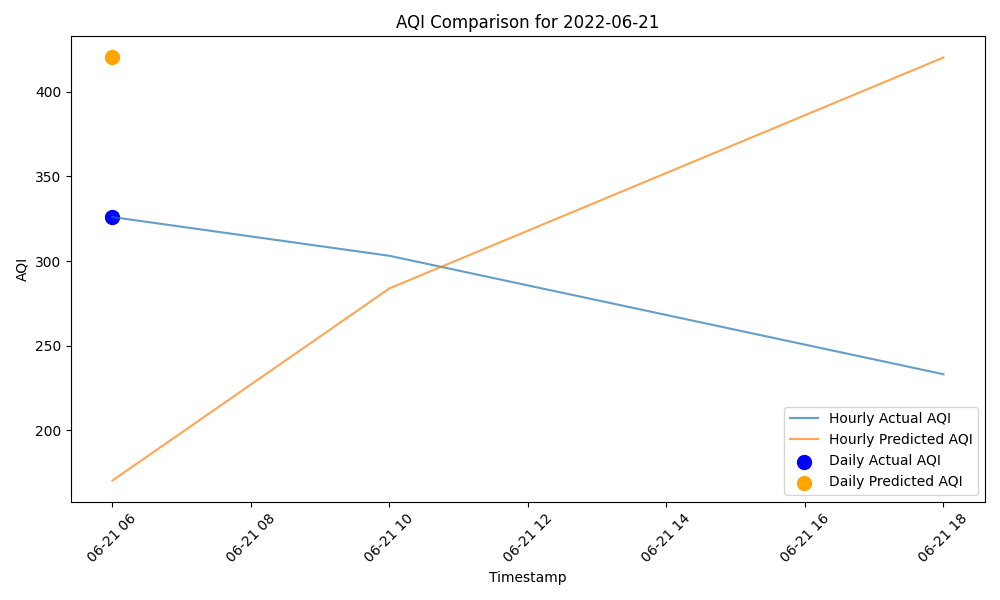 AQI Comparison for 2022-06-21
AQI
400
350
300
250
200
Hourly Actual AQI
Hourly Predicted AQI
Daily Actual AQI
Daily Predicted AQI
06-21 06
06-21 08
06-21 10
06-21 12
06-21 14
06-21 16
06-21 18
Timestamp